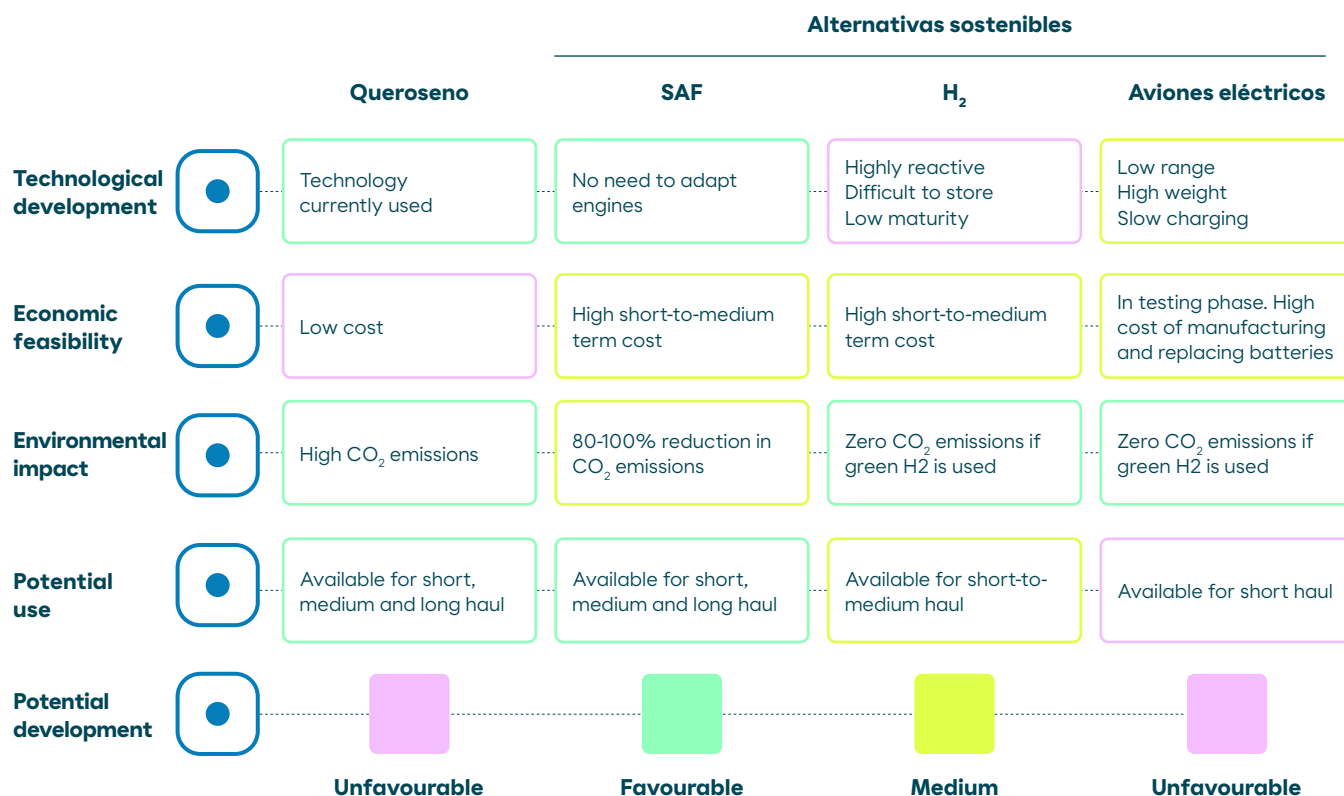 Alternativas sostenibles
Queroseno
SAF
H₂
Aviones eléctricos
Technological
development
Technology
currently used
No need to adapt
engines
Highly reactive
Difficult to store
Low maturity
Low range
High weight
Slow charging
Economic
feasibility
Low cost
High short-to-medium
term cost
High short-to-medium
term cost
In testing phase. High
cost of manufacturing
and replacing batteries
Environmental
impact
High CO₂ emissions
80-100% reduction in
CO₂ emissions
Zero CO₂ emissions if
green H2 is used
Zero CO₂ emissions if
green H2 is used
Potential
use
Available for short,
medium and long haul
Available for short,
medium and long haul
Available for short-to-
medium haul
Available for short haul
Potential
development
Unfavourable
Favourable
Medium
Unfavourable